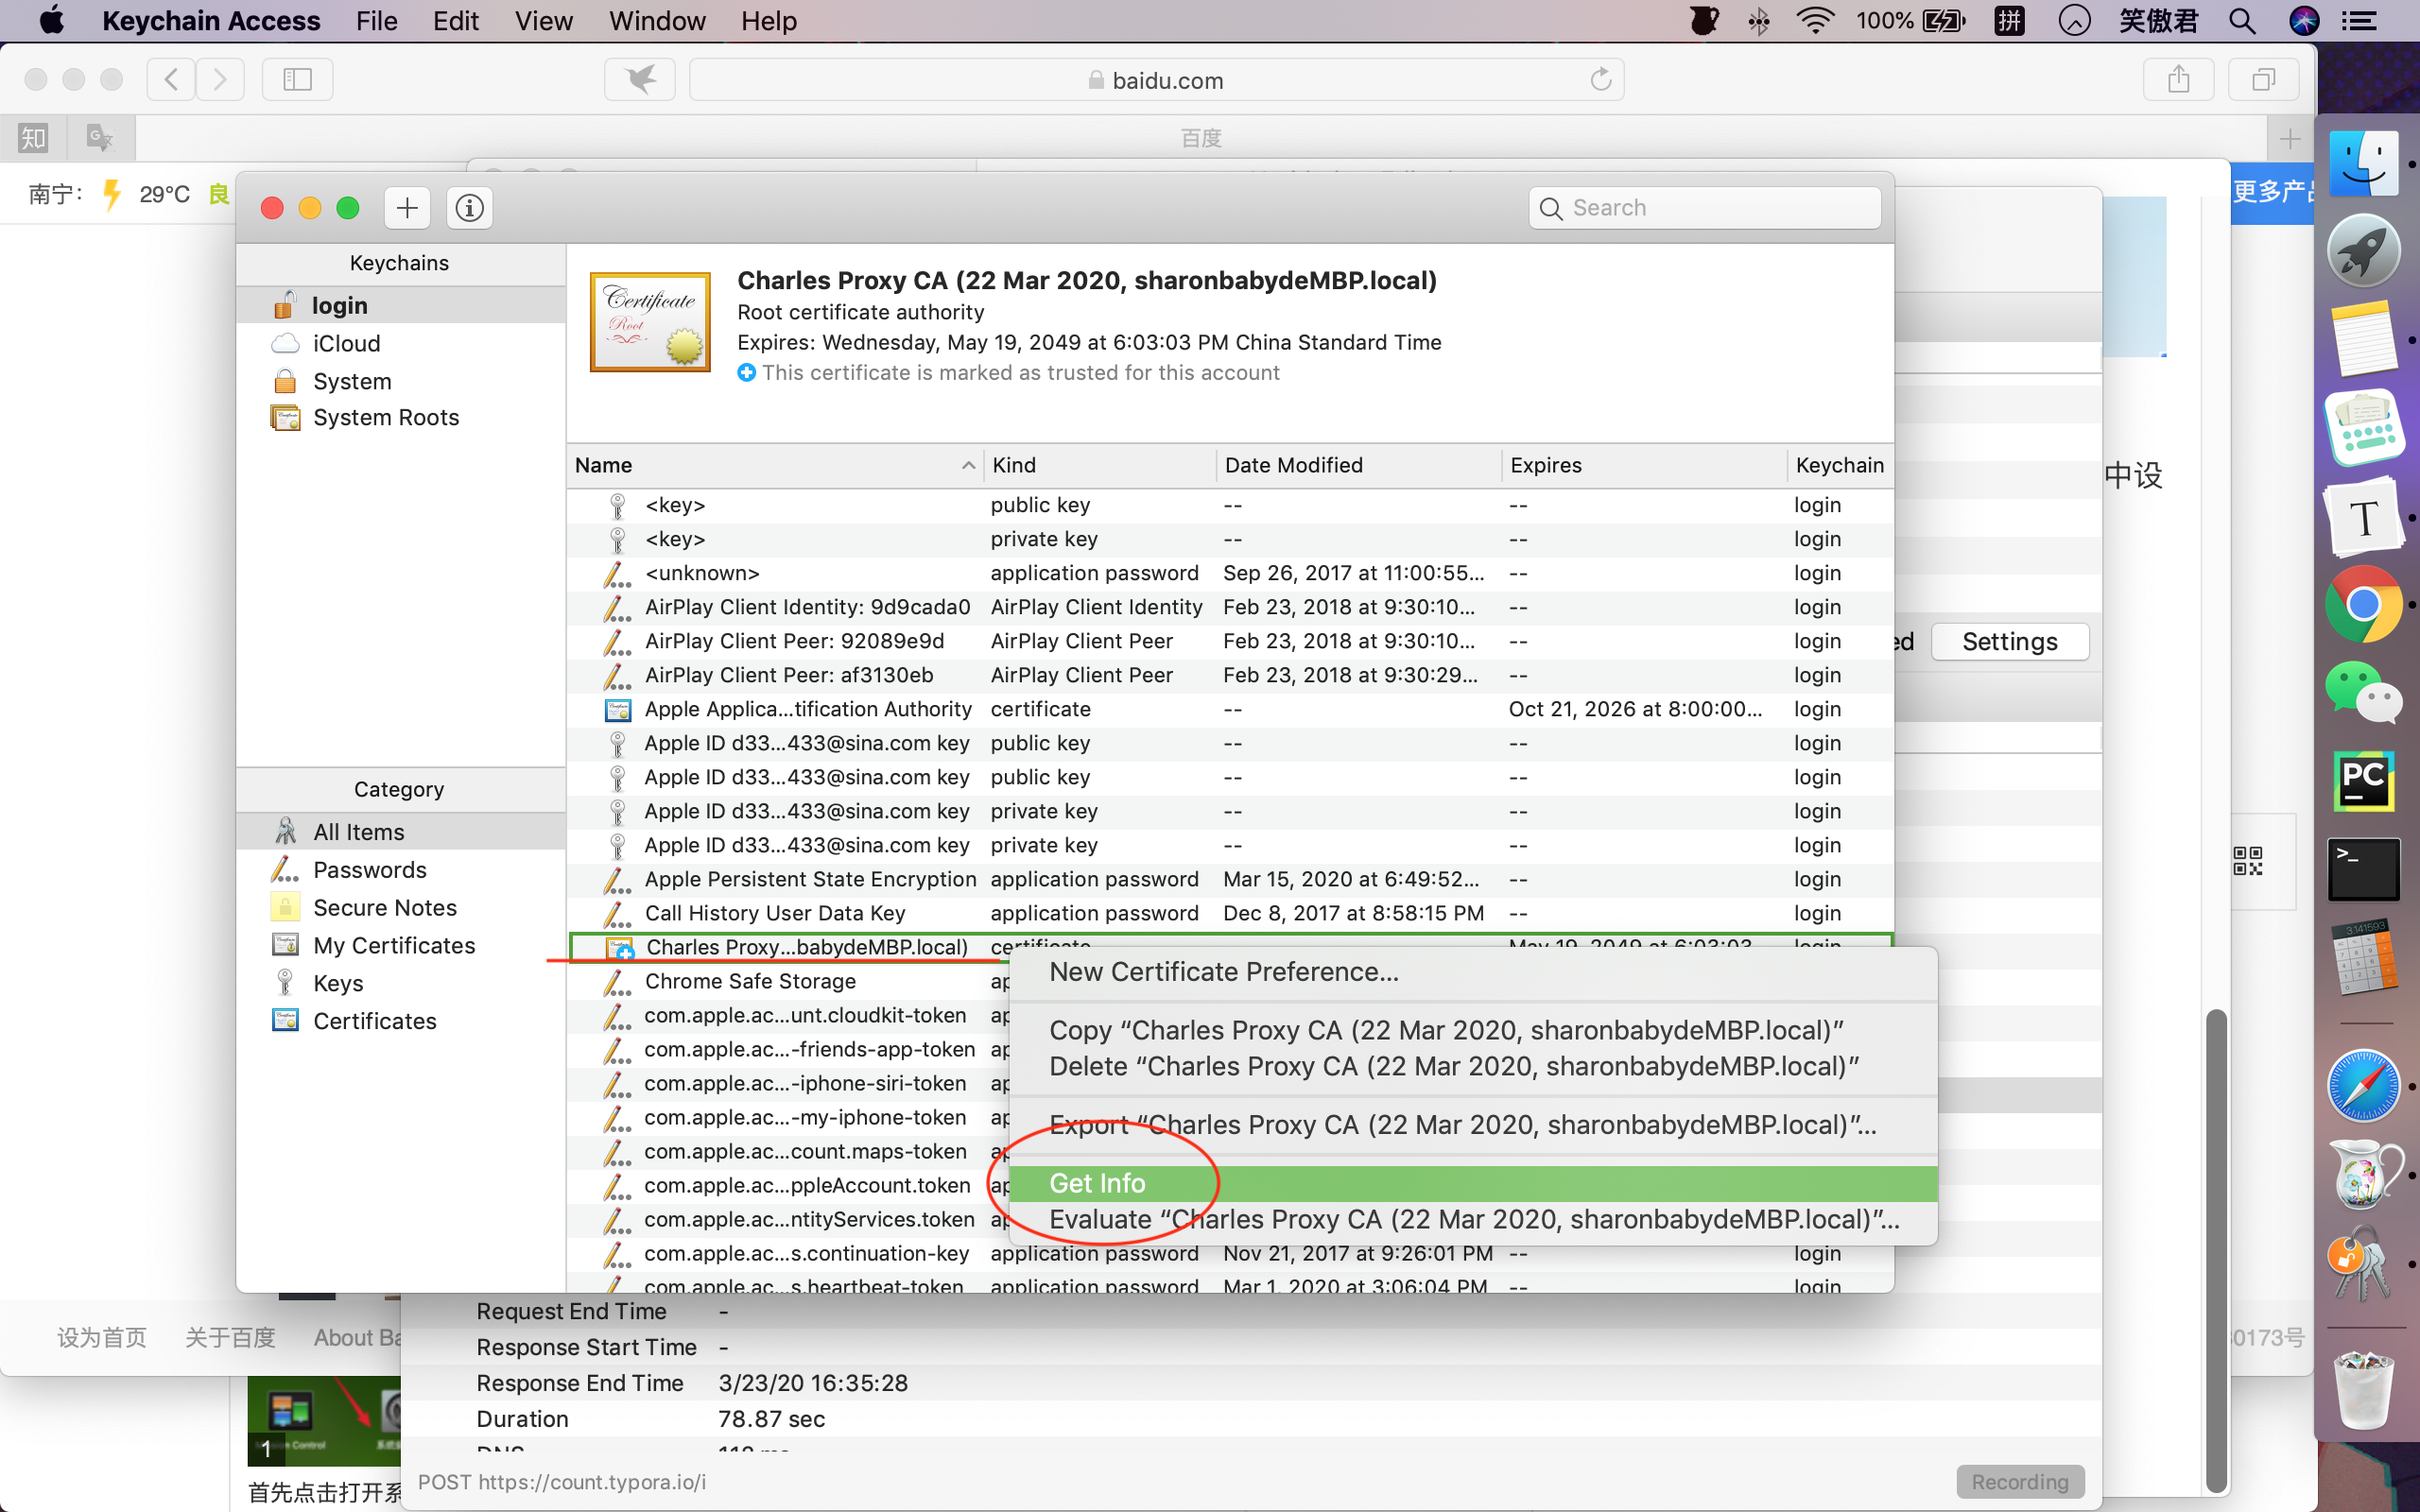 Keychain Access File Edit View Window Help 100% 拼 笑傲君
baidu.com
知
百度
南宁： 29°C 良
更多产品
Search
Keychains
login
iCloud
System
System Roots
Certificate
Root
Charles Proxy CA (22 Mar 2020, sharonbabydeMBP.local)
Root certificate authority
Expires: Wednesday, May 19, 2049 at 6:03:03 PM China Standard Time
This certificate is marked as trusted for this account
中设
Name Kind Date Modified Expires Keychain
<key> public key -- -- login
<key> private key -- -- login
<unknown> application password Sep 26, 2017 at 11:00:55... -- login
AirPlay Client Identity: 9d9cada0 AirPlay Client Identity Feb 23, 2018 at 9:30:10... -- login
AirPlay Client Peer: 92089e9d AirPlay Client Peer Feb 23, 2018 at 9:30:10... -- login
AirPlay Client Peer: af3130eb AirPlay Client Peer Feb 23, 2018 at 9:30:29... -- login
Settings
Apple Applica...tification Authority certificate -- Oct 21, 2026 at 8:00:00... login
Apple ID d33...433@sina.com key public key -- -- login
Apple ID d33...433@sina.com key public key -- -- login
Apple ID d33...433@sina.com key private key -- -- login
Apple ID d33...433@sina.com key private key -- -- login
Apple Persistent State Encryption application password Mar 15, 2020 at 6:49:52... -- login
Call History User Data Key application password Dec 8, 2017 at 8:58:15 PM -- login
Charles Proxy...babydeMBP.local) certificate May 19, 2049 at 6:03:03... login
Chrome Safe Storage ap
com.apple.ac...unt.cloudkit-token ap
com.apple.ac...-friends-app-token ap
com.apple.ac...-iphone-siri-token ap
com.apple.ac...-my-iphone-token ap
com.apple.ac...count.maps-token ap
com.apple.ac...ppleAccount.token ap
com.apple.ac...ntityServices.token ap
com.apple.ac...s.continuation-key application password Nov 21, 2017 at 9:26:01 PM -- login
com.apple.ac...s.heartbeat-token application password Mar 1, 2020 at 3:06:04 PM -- login
Category
All Items
Passwords
Secure Notes
My Certificates
Keys
Certificates
New Certificate Preference...
Copy “Charles Proxy CA (22 Mar 2020, sharonbabydeMBP.local)”
Delete “Charles Proxy CA (22 Mar 2020, sharonbabydeMBP.local)”
Export “Charles Proxy CA (22 Mar 2020, sharonbabydeMBP.local)”...
Get Info
Evaluate “Charles Proxy CA (22 Mar 2020, sharonbabydeMBP.local)”...
T
PC
>_
3.141593
Request End Time -
Response Start Time -
Response End Time 3/23/20 16:35:28
Duration 78.87 sec
设为首页 关于百度 About Ba
0173号
1
首先点击打开系
POST https://count.typora.io/i
Recording